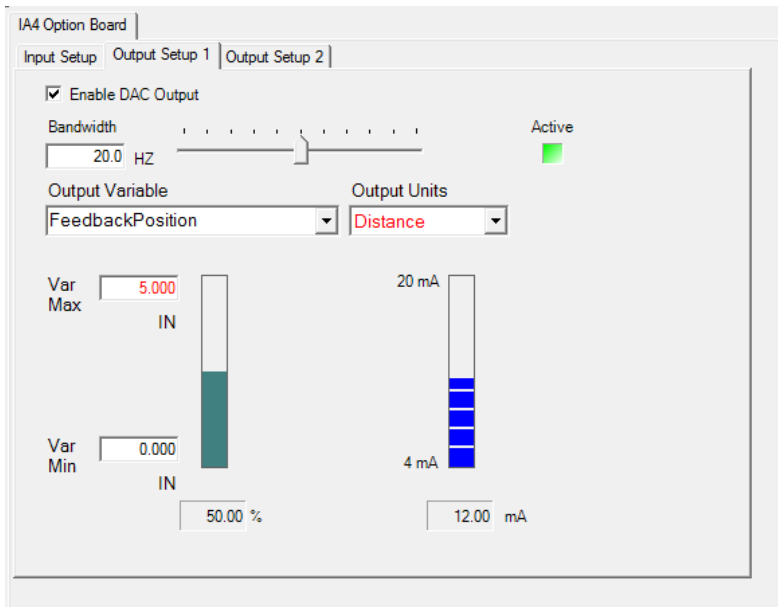 IA4 Option Board
Input Setup Output Setup 1 Output Setup 2
Enable DAC Output
Bandwidth Active
20.0 HZ
Output Variable Output Units
FeedbackPosition Distance
Var Max 5.000 IN 20 mA
Var Min 0.000 IN 4 mA
50.00 % 12.00 mA